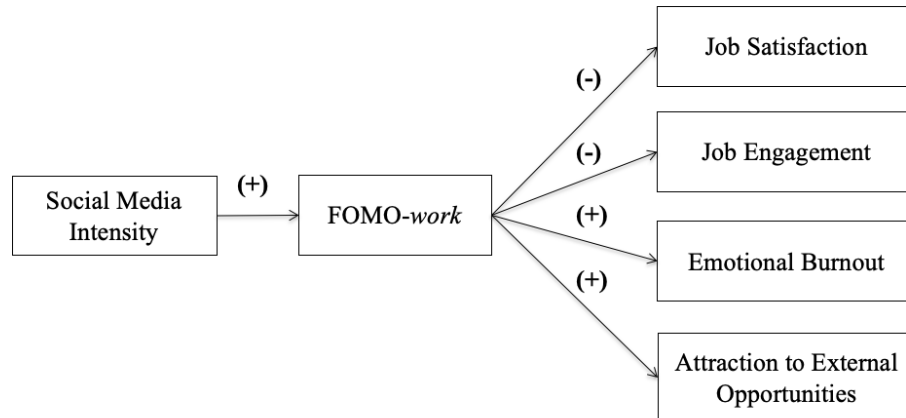 Social Media
Intensity
(+)
FOMO-work
(-)
(-)
(+)
(+)
Job Satisfaction
Job Engagement
Emotional Burnout
Attraction to External
Opportunities